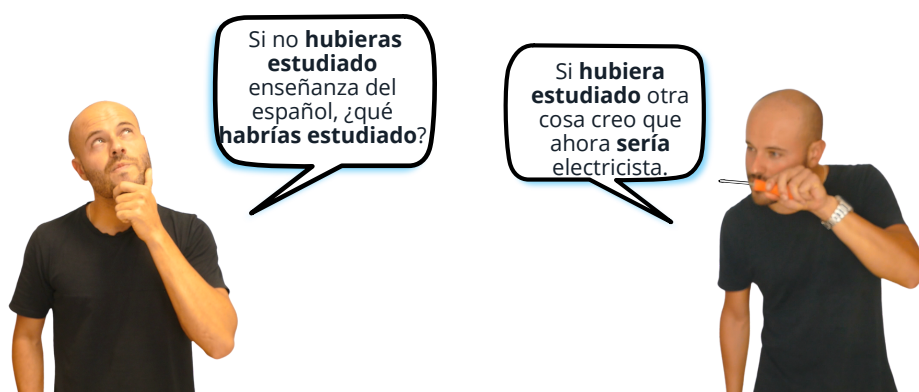 Si no hubieras
estudiado
enseñanza del
español, ¿qué
habrías estudiado?
Si hubiera
estudiado otra
cosa creo que
ahora sería
electricista.